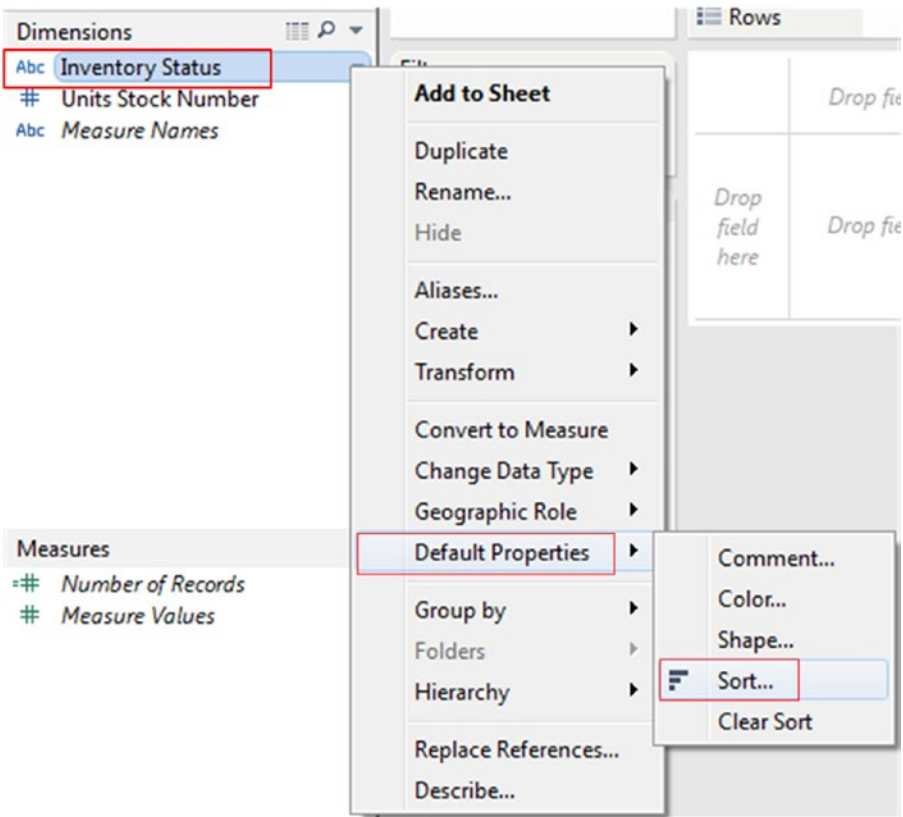 Dimensions
Abc Inventory Status
# Units Stock Number
Abc Measure Names
Measures
=# Number of Records
# Measure Values
Add to Sheet
Duplicate
Rename...
Hide
Aliases...
Create
Transform
Convert to Measure
Change Data Type
Geographic Role
Default Properties
Group by
Folders
Hierarchy
Replace References...
Describe...
Comment...
Color...
Shape...
Sort...
Clear Sort
Rows
Drop fie
Drop
field
here
Drop fie